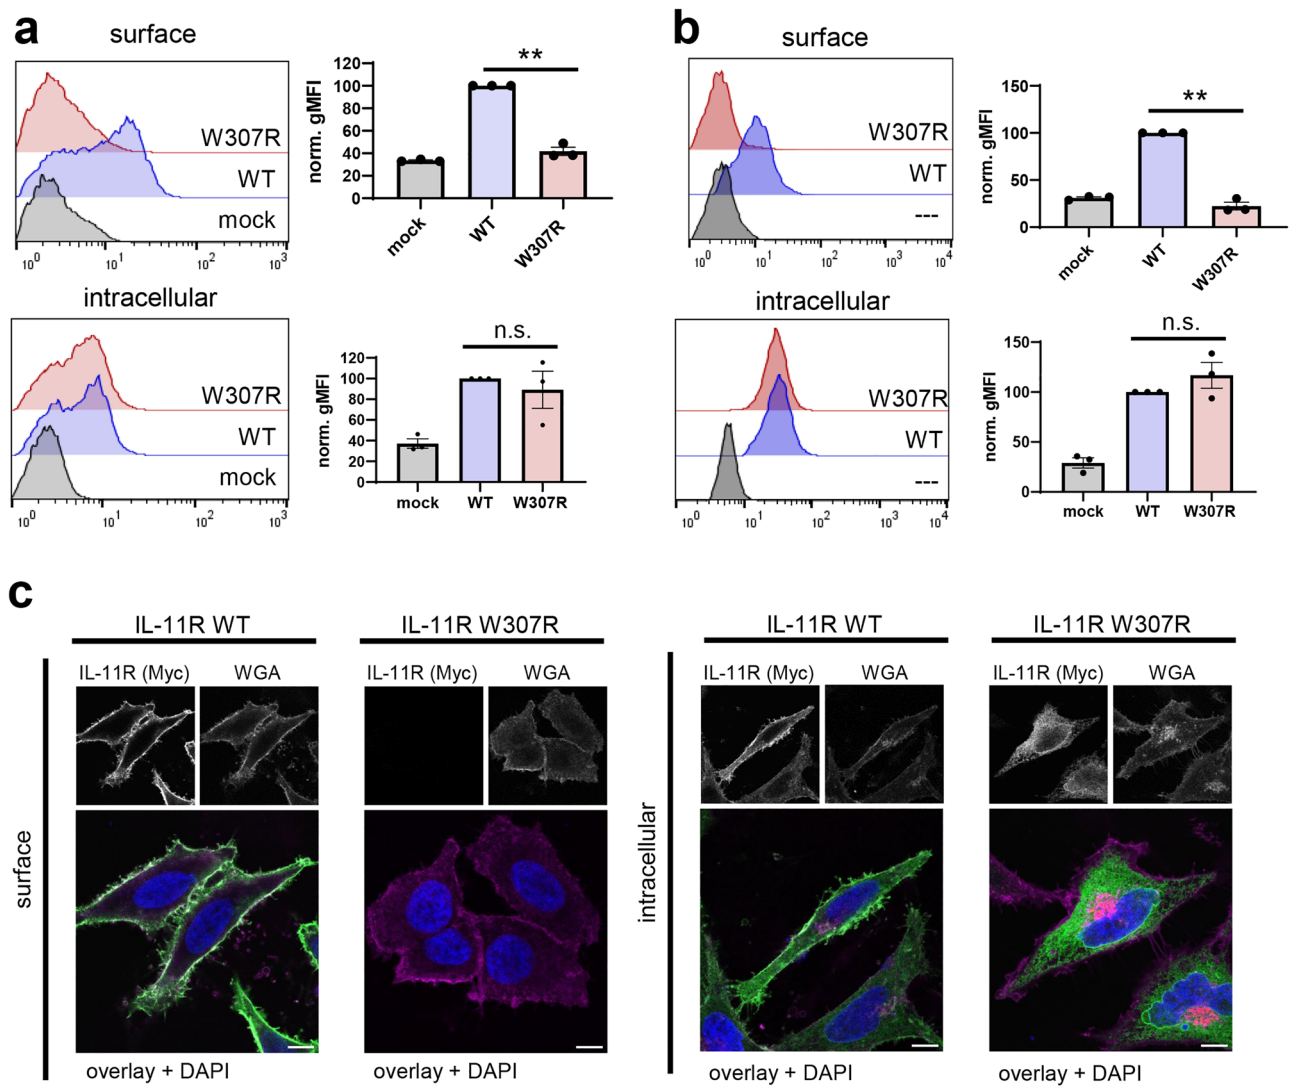 a
surface
W307R
WT
mock
10^0 10^1 10^2 10^3
norm. gMFI
120
100
80
60
40
20
0
**
mock WT W307R
intracellular
W307R
WT
mock
10^0 10^1 10^2 10^3
norm. gMFI
120
100
80
60
40
20
0
n.s.
mock WT W307R
b
surface
W307R
WT
---
10^0 10^1 10^2 10^3 10^4
norm. gMFI
150
100
50
0
**
mock WT W307R
intracellular
W307R
WT
---
10^0 10^1 10^2 10^3 10^4
norm. gMFI
150
100
50
0
n.s.
mock WT W307R
c
surface
IL-11R WT
IL-11R (Myc) WGA
overlay + DAPI
IL-11R W307R
IL-11R (Myc) WGA
overlay + DAPI
intracellular
IL-11R WT
IL-11R (Myc) WGA
overlay + DAPI
IL-11R W307R
IL-11R (Myc) WGA
overlay + DAPI